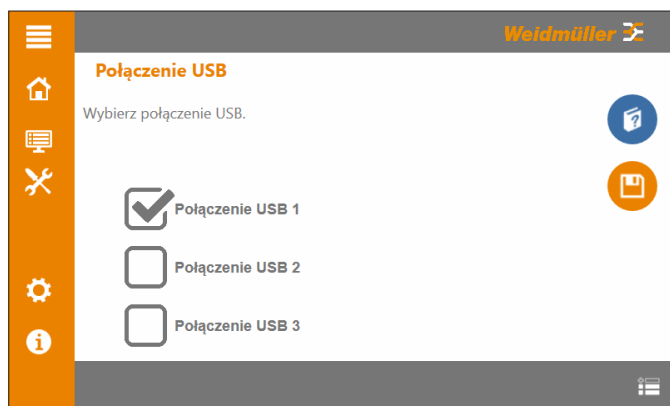 Weidmüller
Połączenie USB
Wybierz połączenie USB.
Połączenie USB 1
Połączenie USB 2
Połączenie USB 3